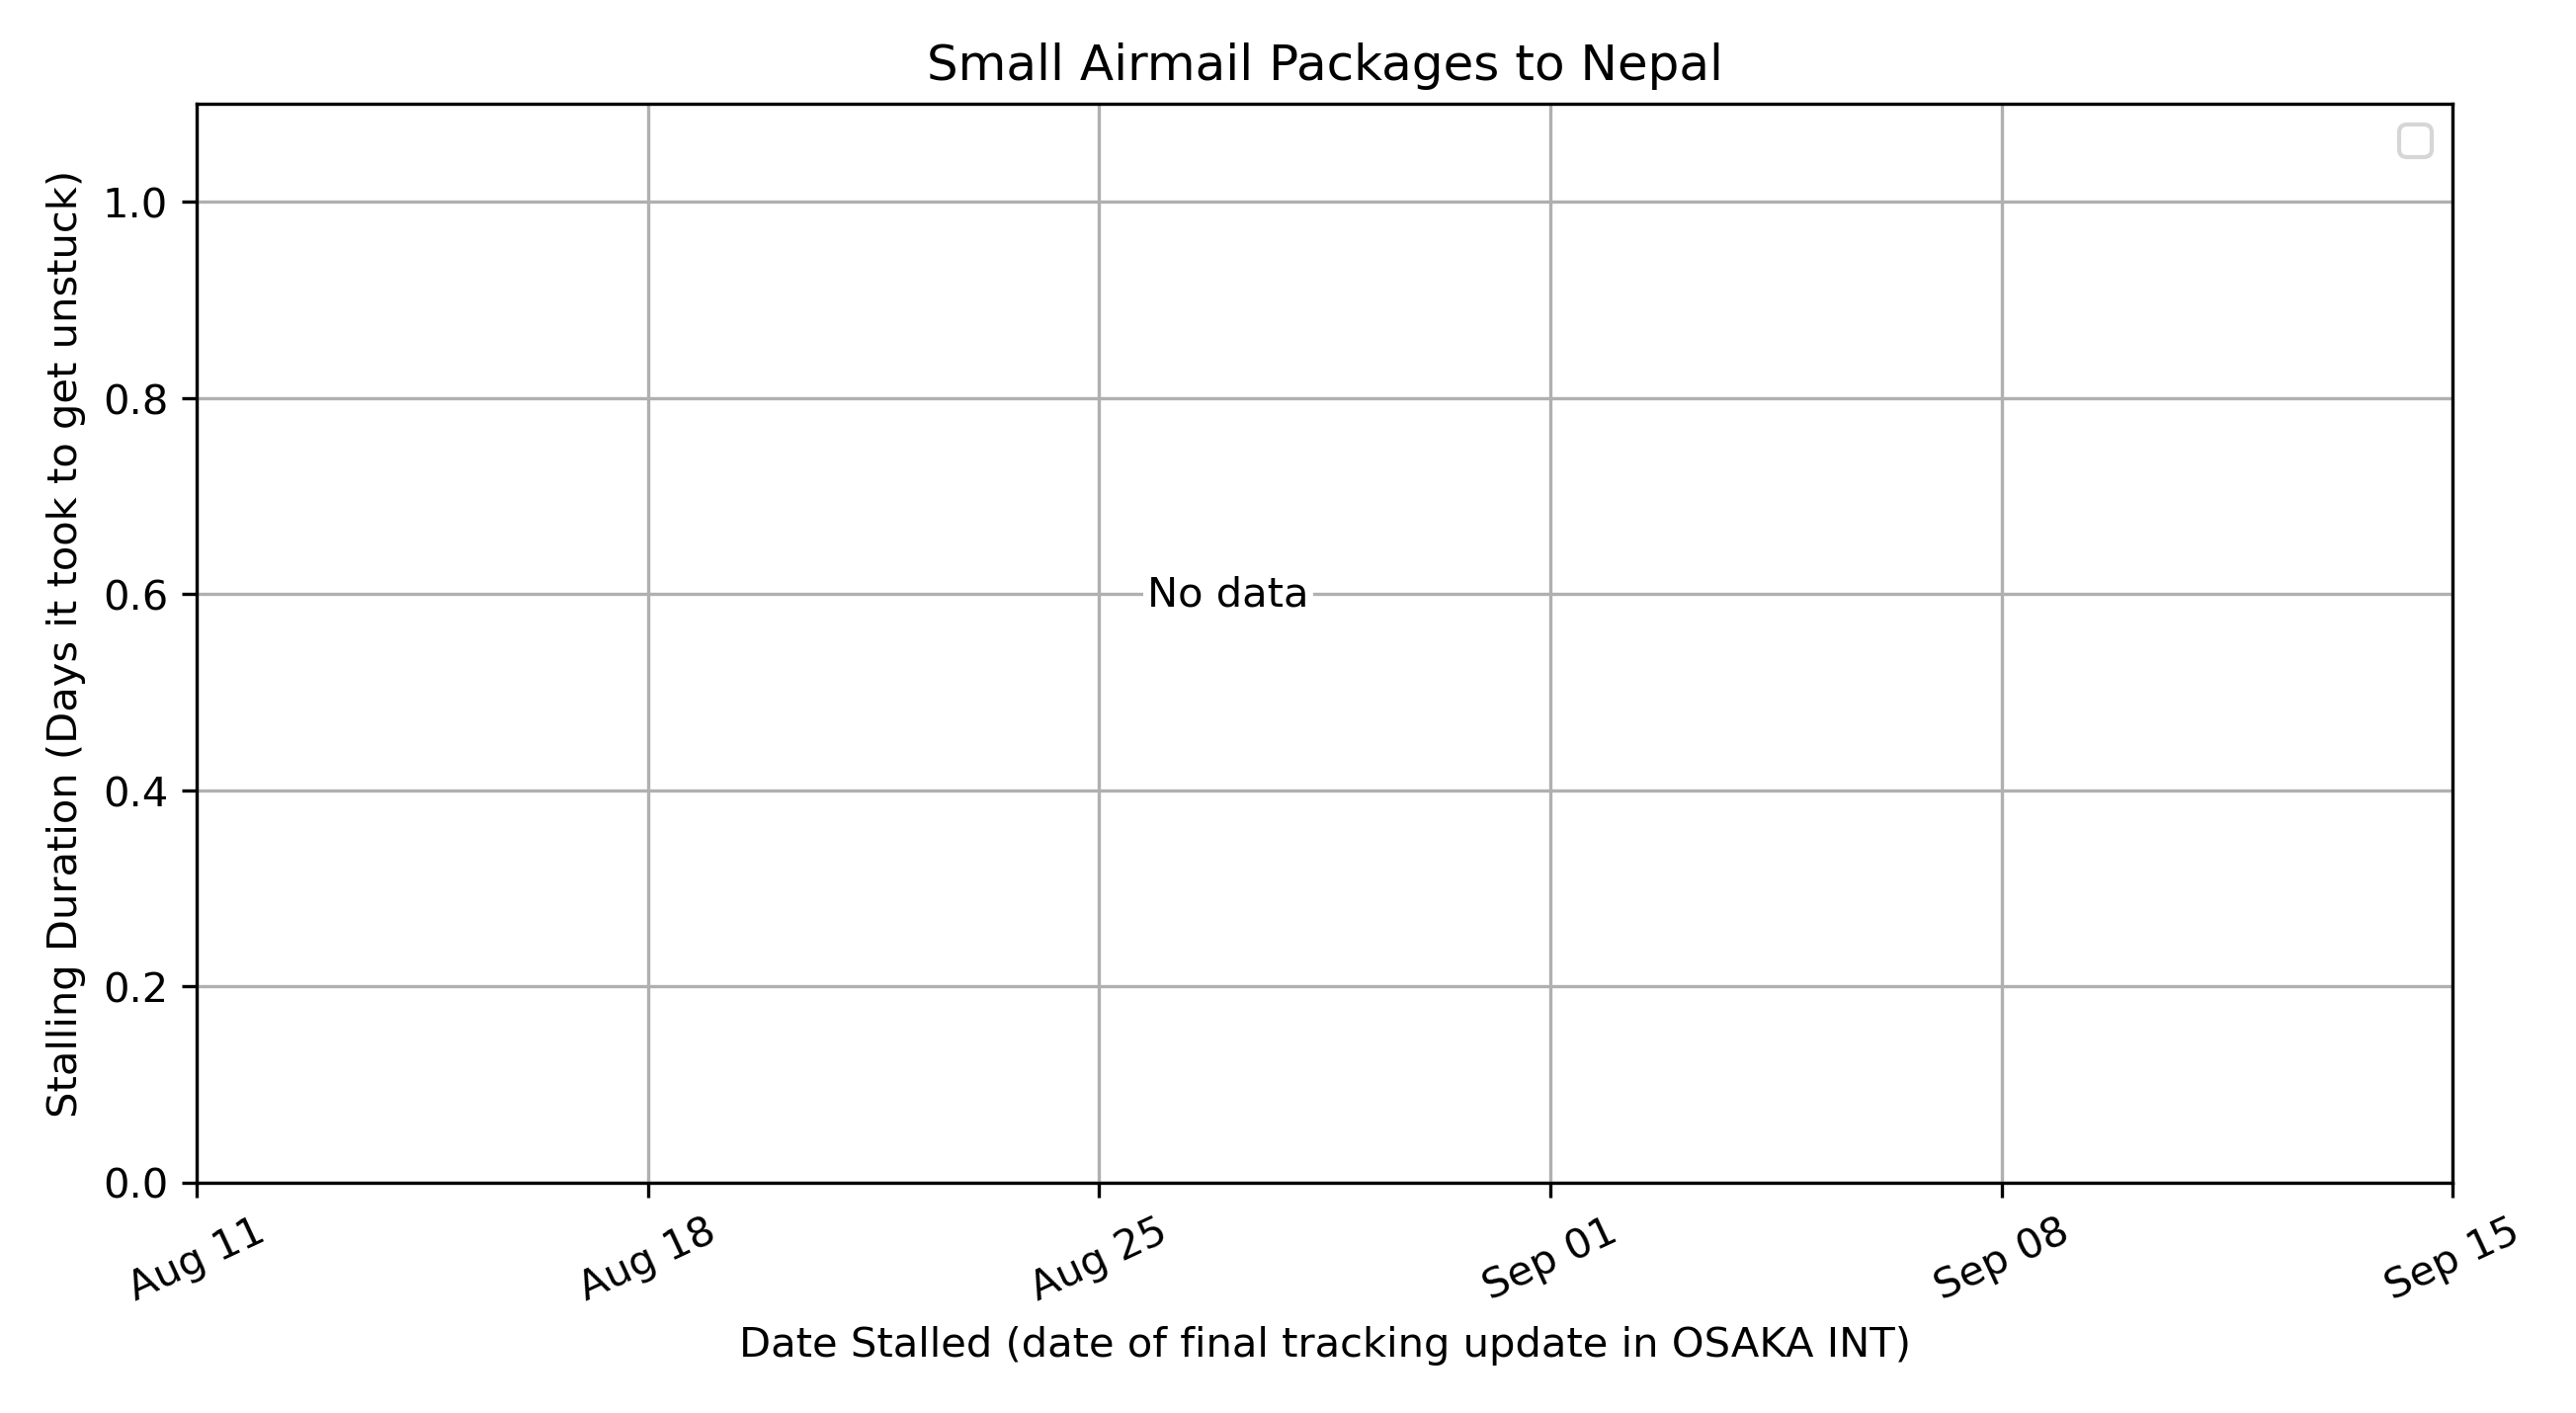 Small Airmail Packages to Nepal
Stalling Duration (Days it took to get unstuck)
1.0
0.8
0.6
0.4
0.2
0.0
No data
Aug 11
Aug 18
Aug 25
Sep 01
Sep 08
Sep 15
Date Stalled (date of final tracking update in OSAKA INT)